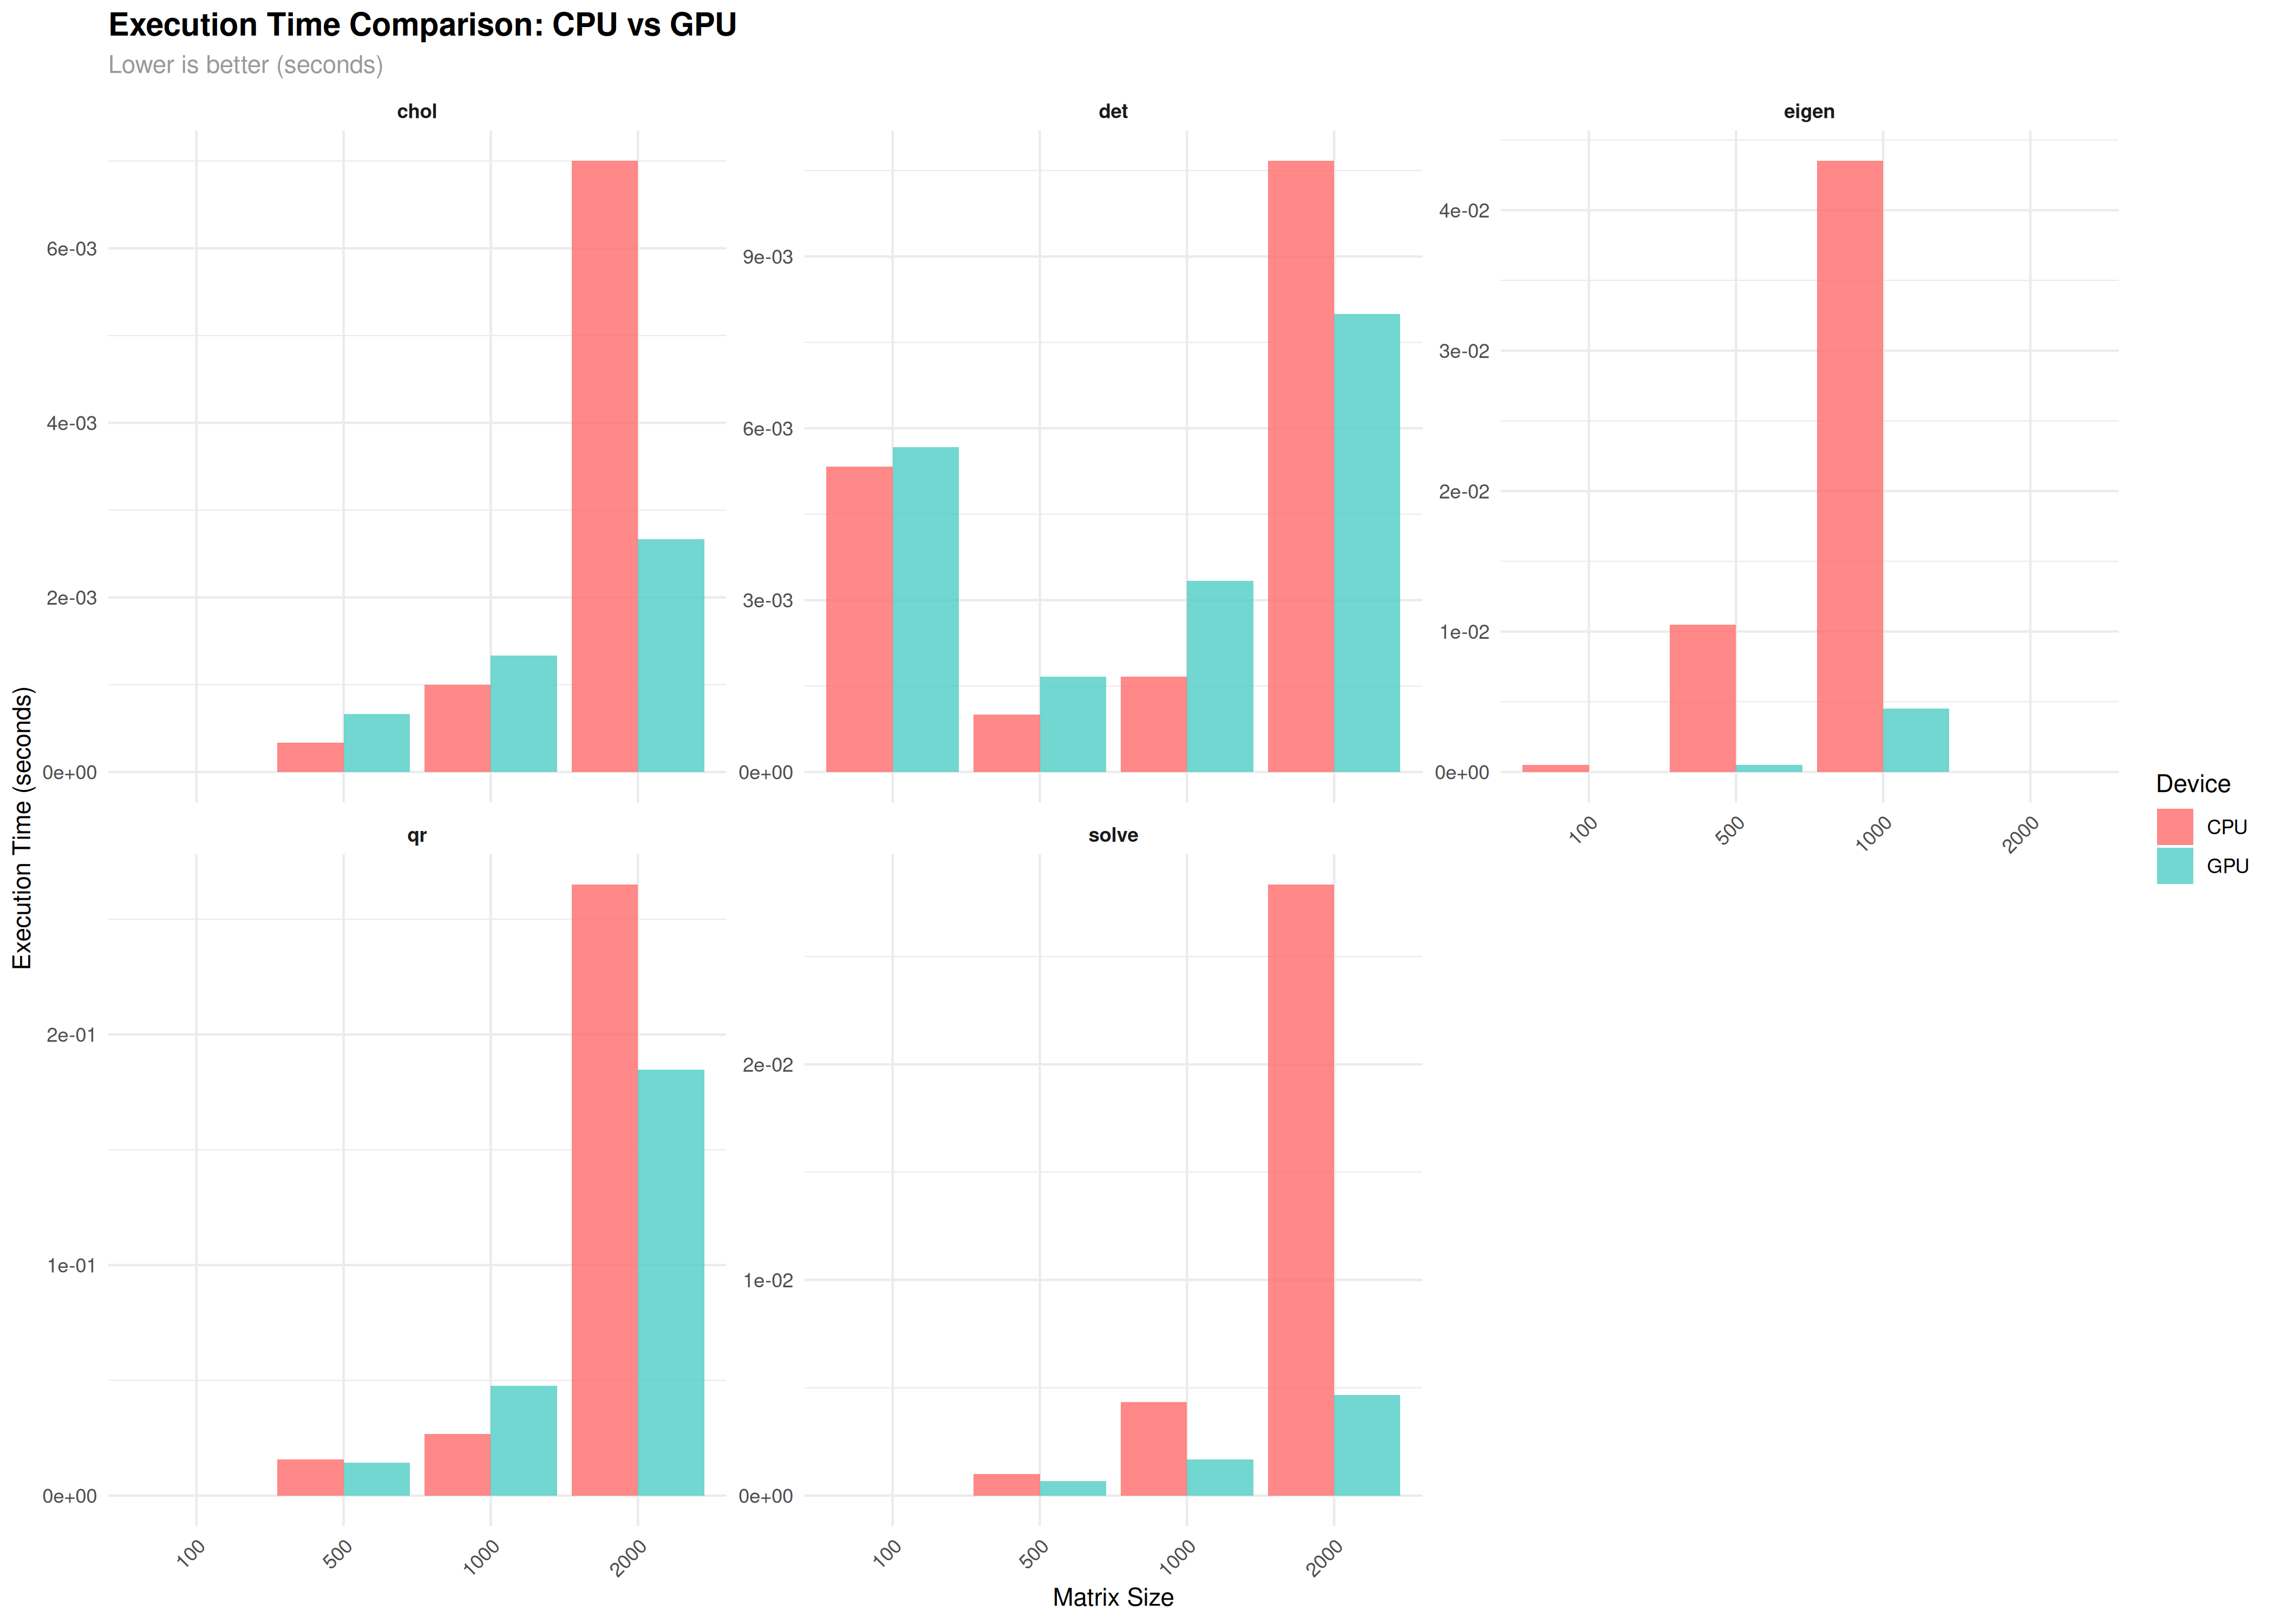 Execution Time Comparison: CPU vs GPU
Lower is better (seconds)
chol
det
eigen
6e-03
4e-03
2e-03
0e+00
9e-03
6e-03
3e-03
0e+00
4e-02
3e-02
2e-02
1e-02
0e+00
100
500
1000
2000
Execution Time (seconds)
Device
CPU
GPU
qr
solve
2e-01
1e-01
0e+00
2e-02
1e-02
0e+00
100
500
1000
2000
100
500
1000
2000
Matrix Size